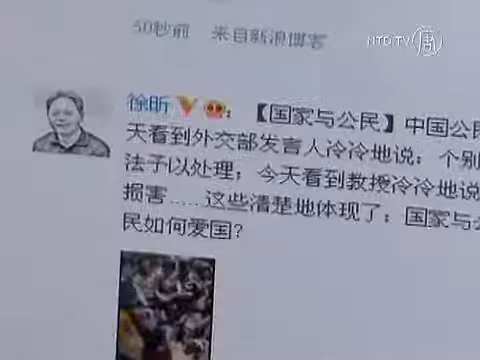 50秒前 来自新浪博客
NTDTV
徐昕 V ：【国家与公民】中国公民
天看到外交部发言人冷冷地说：个别
法予以处理；今天看到教授冷冷地说
损害……这些清楚地体现了：国家与公
民如何爱国？